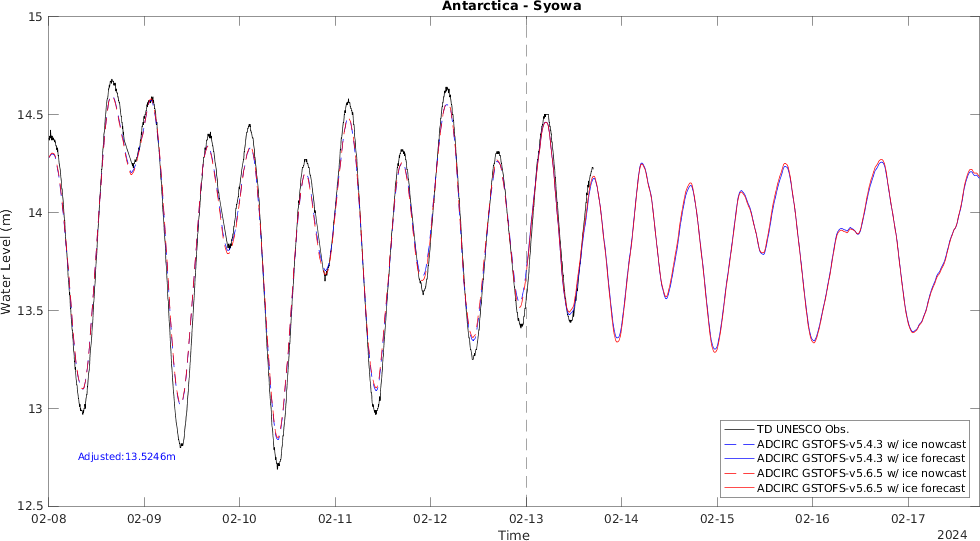 Antarctica - Syowa
15
14.5
14
13.5
13
12.5
Water Level (m)
Adjusted:13.5246m
TD UNESCO Obs.
ADCIRC GSTOFS-v5.4.3 w/ ice nowcast
ADCIRC GSTOFS-v5.4.3 w/ ice forecast
ADCIRC GSTOFS-v5.6.5 w/ ice nowcast
ADCIRC GSTOFS-v5.6.5 w/ ice forecast
02-08 02-09 02-10 02-11 02-12 02-13 02-14 02-15 02-16 02-17
Time
2024